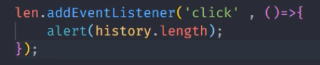 len.addEventListener('click' , ()=>{
    alert(history.length);
});